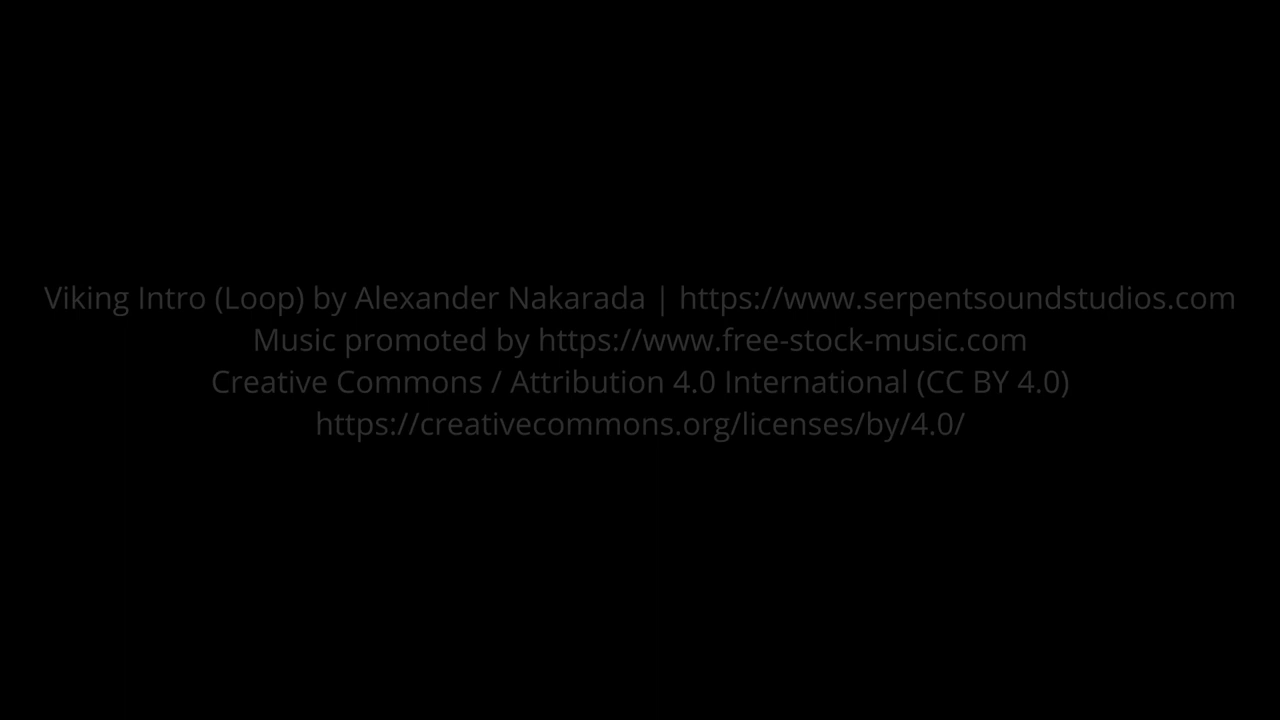 Viking Intro (Loop) by Alexander Nakarada | https://www.serpentsoundstudios.com
Music promoted by https://www.free-stock-music.com
Creative Commons / Attribution 4.0 International (CC BY 4.0)
https://creativecommons.org/licenses/by/4.0/